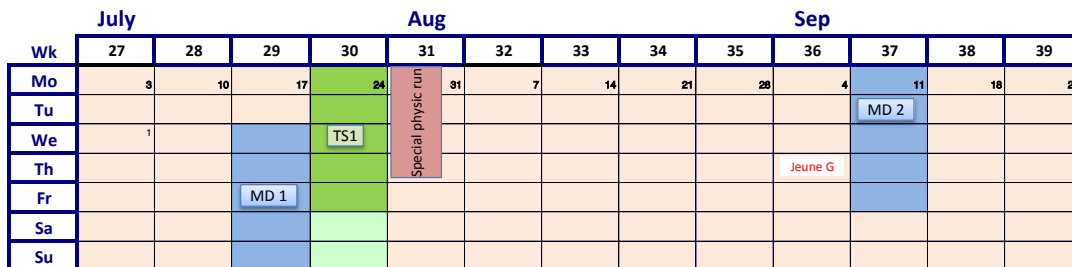 July Aug Sep
Wk 27 28 29 30 31 32 33 34 35 36 37 38 39
Mo 3 10 17 24 31 7 14 21 28 4 11 18 2
Special physic run
Tu MD 2
We 1 TS1
Th Jeune G
Fr MD 1
Sa
Su